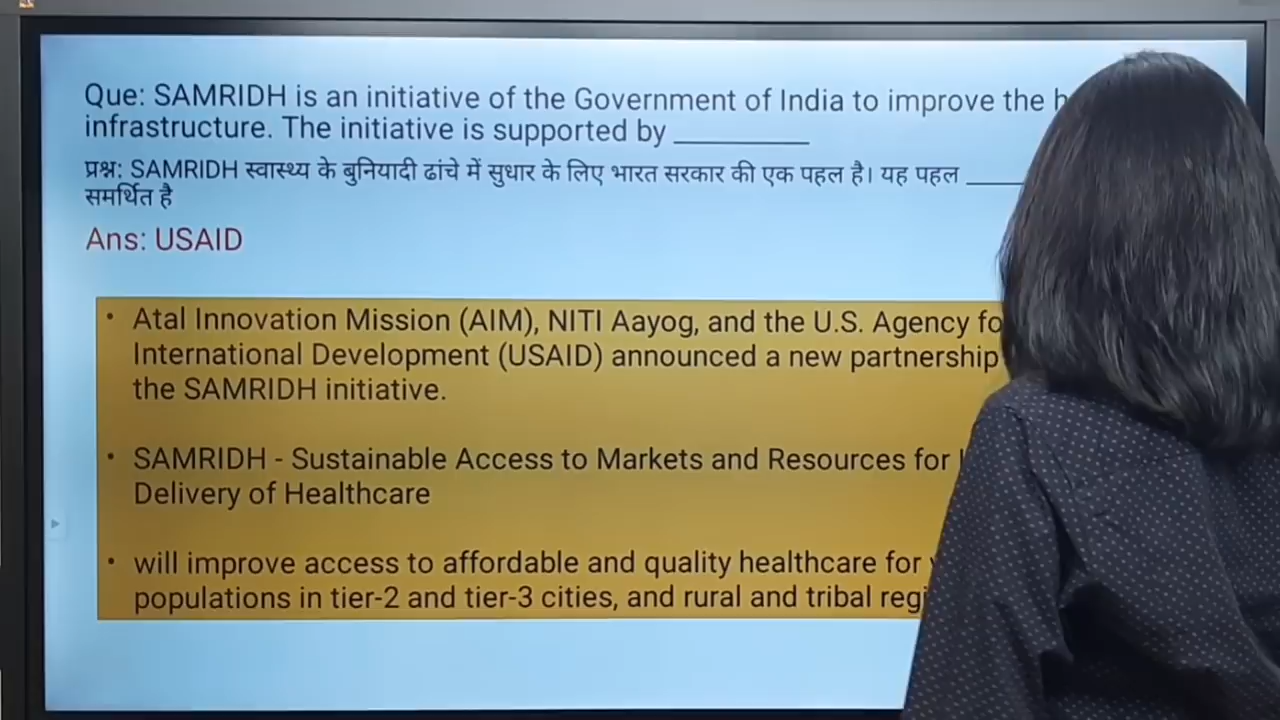 Que: SAMRIDH is an initiative of the Government of India to improve the
infrastructure. The initiative is supported by ________
प्रश्न: SAMRIDH स्वास्थ्य के बुनियादी ढांचे में सुधार के लिए भारत सरकार की एक पहल है। यह पहल ____
समर्थित है
Ans: USAID
• Atal Innovation Mission (AIM), NITI Aayog, and the U.S. Agency
International Development (USAID) announced a new partnership
the SAMRIDH initiative.
• SAMRIDH - Sustainable Access to Markets and Resources for
Delivery of Healthcare
• will improve access to affordable and quality healthcare for
populations in tier-2 and tier-3 cities, and rural and tribal